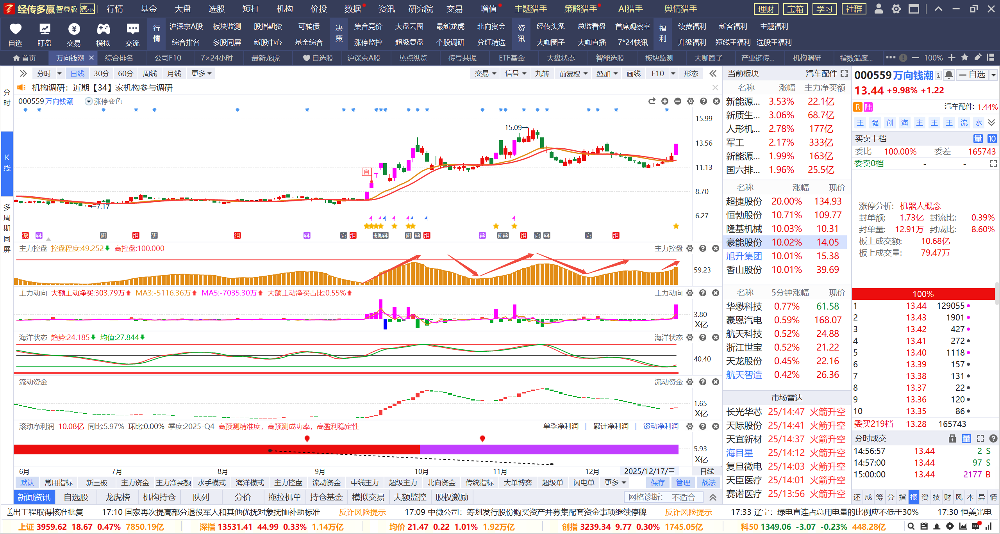 经传多赢 智尊版 演示 行情 基金 大盘 选股 短打 机构 价投 数据 资讯 研究院 交易 增值 主题猎手 策略猎手 AI猎手 舆情猎手 理财 宝箱 学习 社群
自选 盯盘 交易 模拟 交流
行情 沪深京A股 板块监测 股指期货 可转债 决策 集合竞价 大盘云图 最新龙虎 北向资金 资讯 经传头条 总监看盘 首席观察室 福利 续费福利 新客福利 主题福利
综合排名 多股同屏 新股中心 基金综合 涨停监控 超级复盘 个股调研 分红精选 大咖圈子 大咖直播 7*24快讯 升级福利 短线王福利 选股王福利
首页 万向钱潮 综合排名 公司F10 7×24小时 最新龙虎 自选股 沪深京A股 热点纵览 传导共振 ETF基金 大盘状态 智能选股 板块监测 大咖圈子 产业链传... 机构调研 指数温度... 100%
分时
K线
多周期同屏
分时 日线 30分 60分 周线 月线 更多 交易 信号 九转 前复权 叠加 画线 F10 形态
机构调研：近期【34】家机构参与调研
000559 万向钱潮 涨停变色
15.99
15.09
13.56
11.13
自
8.70
7.17
6.27
派 叠 研 组 研 组 叠 它 组 叠 研 叠 组 叠 研 叠 组 它 叠 它 组
主力控盘 控盘程度:49.252 高控盘:100.000 主力控盘
59.23
主力动向 大额主动净买:303.79万 MA3:-5116.36万 MA5:-7035.30万 大额主动净买占比:0.55% 主力动向
3.80
X亿
海洋状态 趋势:24.185 均值:27.844 海洋状态
40.40
流动资金 流动资金
1.65
X亿
滚动净利润 10.08亿 同比:5.97% 环比:0.00% 季度:2025-Q4 高预测精准度，高预测成功率，高盈利稳定性 单季净利润 | 累计净利润 | 滚动净利润
5.93
X亿
6月 7月 8月 9月 10月 11月 12月 2025/12/17/三 日线
默认 常用指标 新三板 主力资金 主力净买额 水手模式 海洋模式 主力控盘 流动资金 中线主力 超级主力 北向资金 传统指标 大单博弈 超级单 闪电单 更多 保存 管理 战法
新闻资讯 自选股 龙虎榜 机构持仓 队列 分价 拖拉机单 持仓基金 模拟交易 大额监控 股权激励 网格诊断： 不适合
当前板块 汽车配件
名称 涨幅 主力净买额
新能源... 3.53% 22.1亿
新质生... 3.06% 68.7亿
人形机... 2.78% 177亿
军工 2.17% 333亿
新能源... 1.99% 163亿
国六排... 1.96% 25.5亿
名称 涨幅 现价
超捷股份 20.00% 134.93
恒勃股份 10.71% 109.77
隆基机械 10.03% 10.31
豪能股份 10.02% 14.05
旭升集团 10.01% 15.38
香山股份 10.01% 39.69
名称 5分钟涨幅 现价
华懋科技 0.77% 61.58
豪恩汽电 0.59% 168.07
航天科技 0.52% 24.88
浙江世宝 0.52% 21.22
天龙股份 0.45% 22.16
航天智造 0.42% 26.36
市场雷达
长光华芯 25/14:47 火箭升空
天际股份 25/14:41 火箭升空
天宜新材 25/14:37 火箭升空
海目星 25/14:12 火箭升空
复旦微电 25/14:03 火箭升空
天臣医疗 25/14:01 火箭升空
赛诺医疗 25/13:56 火箭升空
000559 万向钱潮 自选
13.44 +9.98% +1.22
R 陆 汽车配件: 1.44%
主 强 创 海 主 主 主 流 水
买卖十档 量 10
委比 100.00% 委差 165743
委卖0档 - -
涨停分析: 机器人概念
封单额: 1.73亿 封流比: 0.39%
封单量: 12.91万 封成比: 8.60%
板上成交额: 10.68亿
板上成交量: 79.47万
100%
1 13.44 129055
2 13.43 1901
3 13.42 427
4 13.41 272
5 13.40 1118
6 13.39 157
7 13.38 131
8 13.37 22
9 13.36 120
10 13.35 86
委买219档 13.28 165743
分时成交 量
14:56:57 13.44 2 S
14:57:00 13.44 97 S
15:00:00 13.44 2177 B
还 成 筹 分 指 报 资 技 财 风 本 异 情
出工程取得核准批复 17:10 国家再次提高部分退役军人和其他优抚对象抚恤补助标准 反诈风险提示 17:09 中微公司：筹划发行股份购买资产并募集配套资金事项继续停牌 反诈风险提示 17:33 辽宁：绿电直连占总用电量的比例应不低于30% 17:30 恒美光电
上证 3959.62 18.67 0.47% 7850.19亿 深指 13531.41 44.99 0.33% 1.14万亿 均价 21.47 0.22 1.01% 1.92万亿 创指 3239.34 9.77 0.30% 1745.05亿 科50 1349.06 -3.07 -0.23% 448.28亿